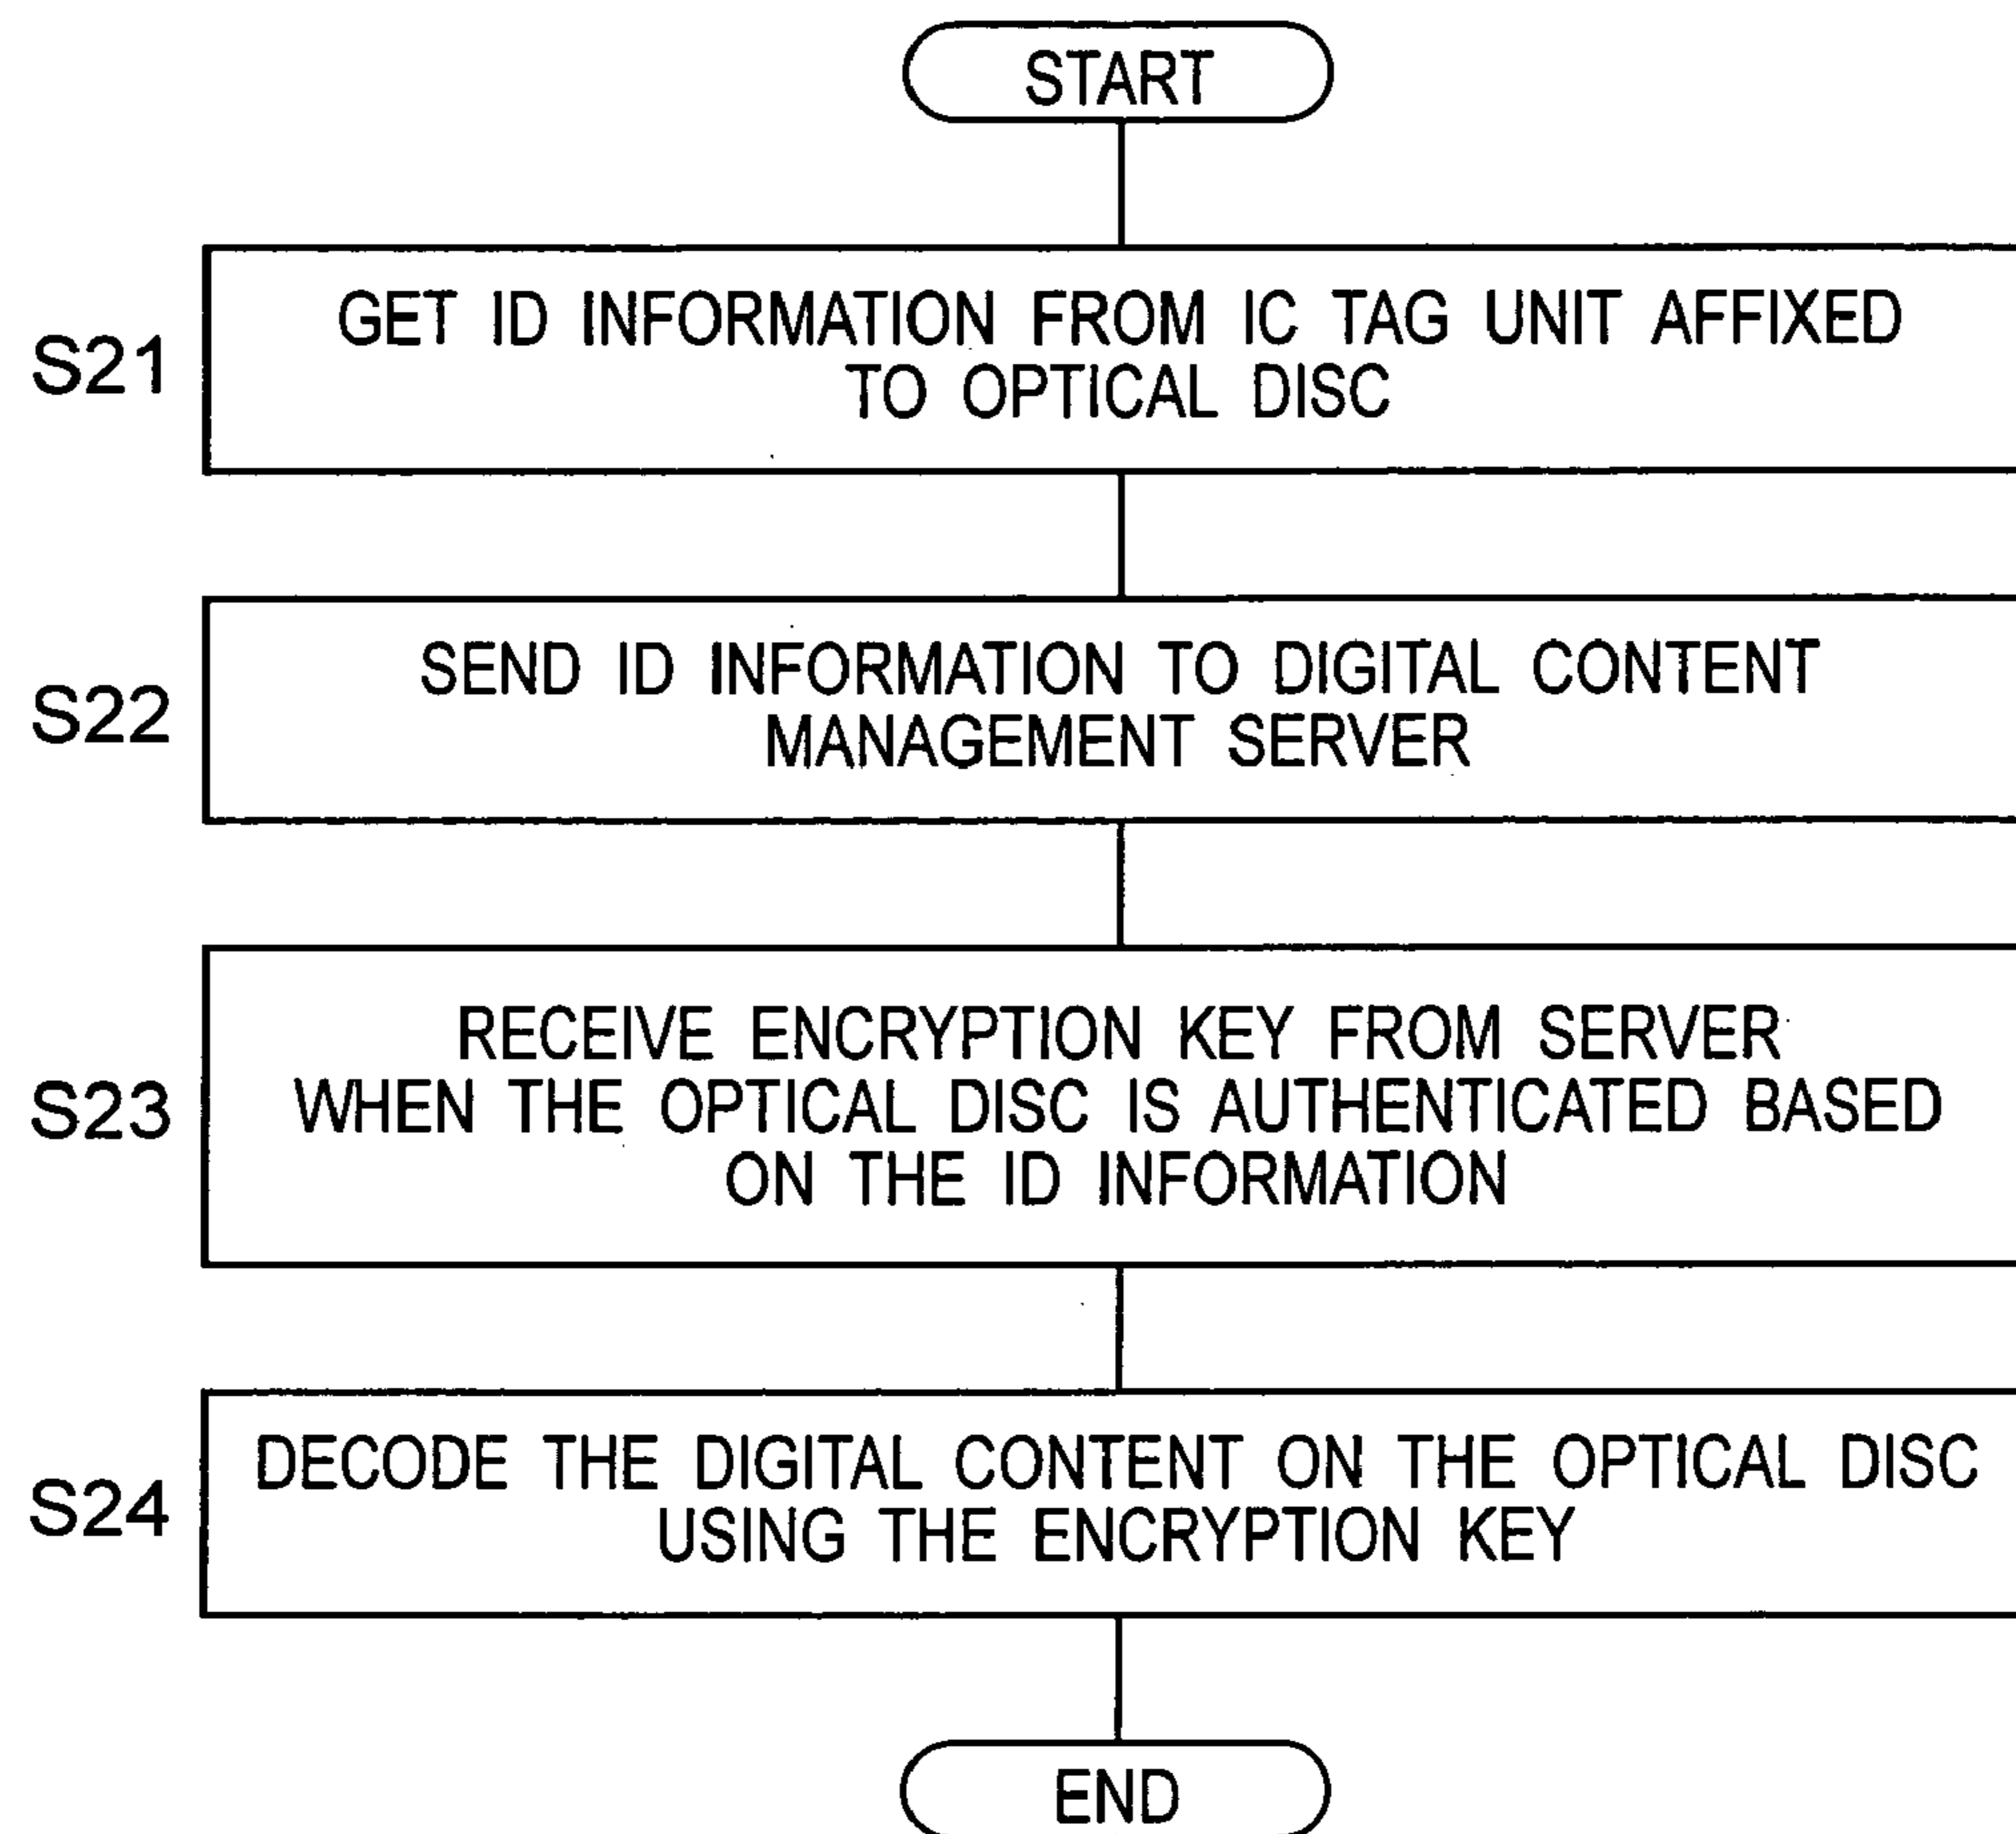 START
S21
GET ID INFORMATION FROM IC TAG UNIT AFFIXED
TO OPTICAL DISC
S22
SEND ID INFORMATION TO DIGITAL CONTENT
MANAGEMENT SERVER
S23
RECEIVE ENCRYPTION KEY FROM SERVER
WHEN THE OPTICAL DISC IS AUTHENTICATED BASED
ON THE ID INFORMATION
S24
DECODE THE DIGITAL CONTENT ON THE OPTICAL DISC
USING THE ENCRYPTION KEY
END